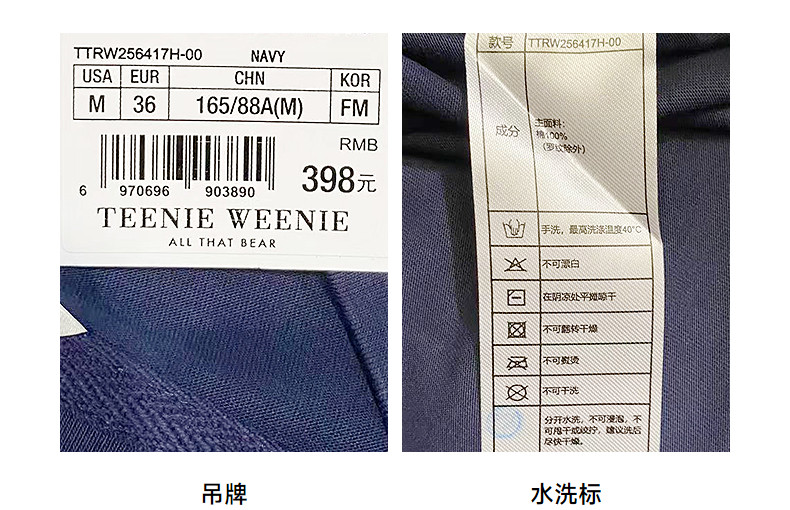 TTRW256417H-00 NAVY
USA EUR CHN KOR
M 36 165/88A(M) FM
RMB
398元
6 970696 903890
TEENIE WEENIE
ALL THAT BEAR
款号 TTRW256417H-00
成分
主面料:
棉100%
(罗纹除外)
手洗，最高洗涤温度40°C
不可漂白
在阴凉处平摊晾干
不可翻转干燥
不可熨烫
不可干洗
分开水洗，不可浸泡，不
可甩干或绞拧，建议洗后
尽快干燥。
吊牌
水洗标